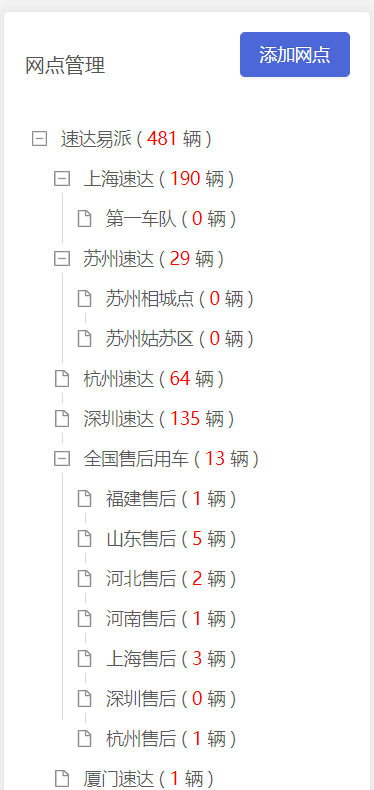 网点管理
添加网点
速达易派 ( 481 辆 )
上海速达 ( 190 辆 )
第一车队 ( 0 辆 )
苏州速达 ( 29 辆 )
苏州相城点 ( 0 辆 )
苏州姑苏区 ( 0 辆 )
杭州速达 ( 64 辆 )
深圳速达 ( 135 辆 )
全国售后用车 ( 13 辆 )
福建售后 ( 1 辆 )
山东售后 ( 5 辆 )
河北售后 ( 2 辆 )
河南售后 ( 1 辆 )
上海售后 ( 3 辆 )
深圳售后 ( 0 辆 )
杭州售后 ( 1 辆 )
厦门速达 ( 1 辆 )